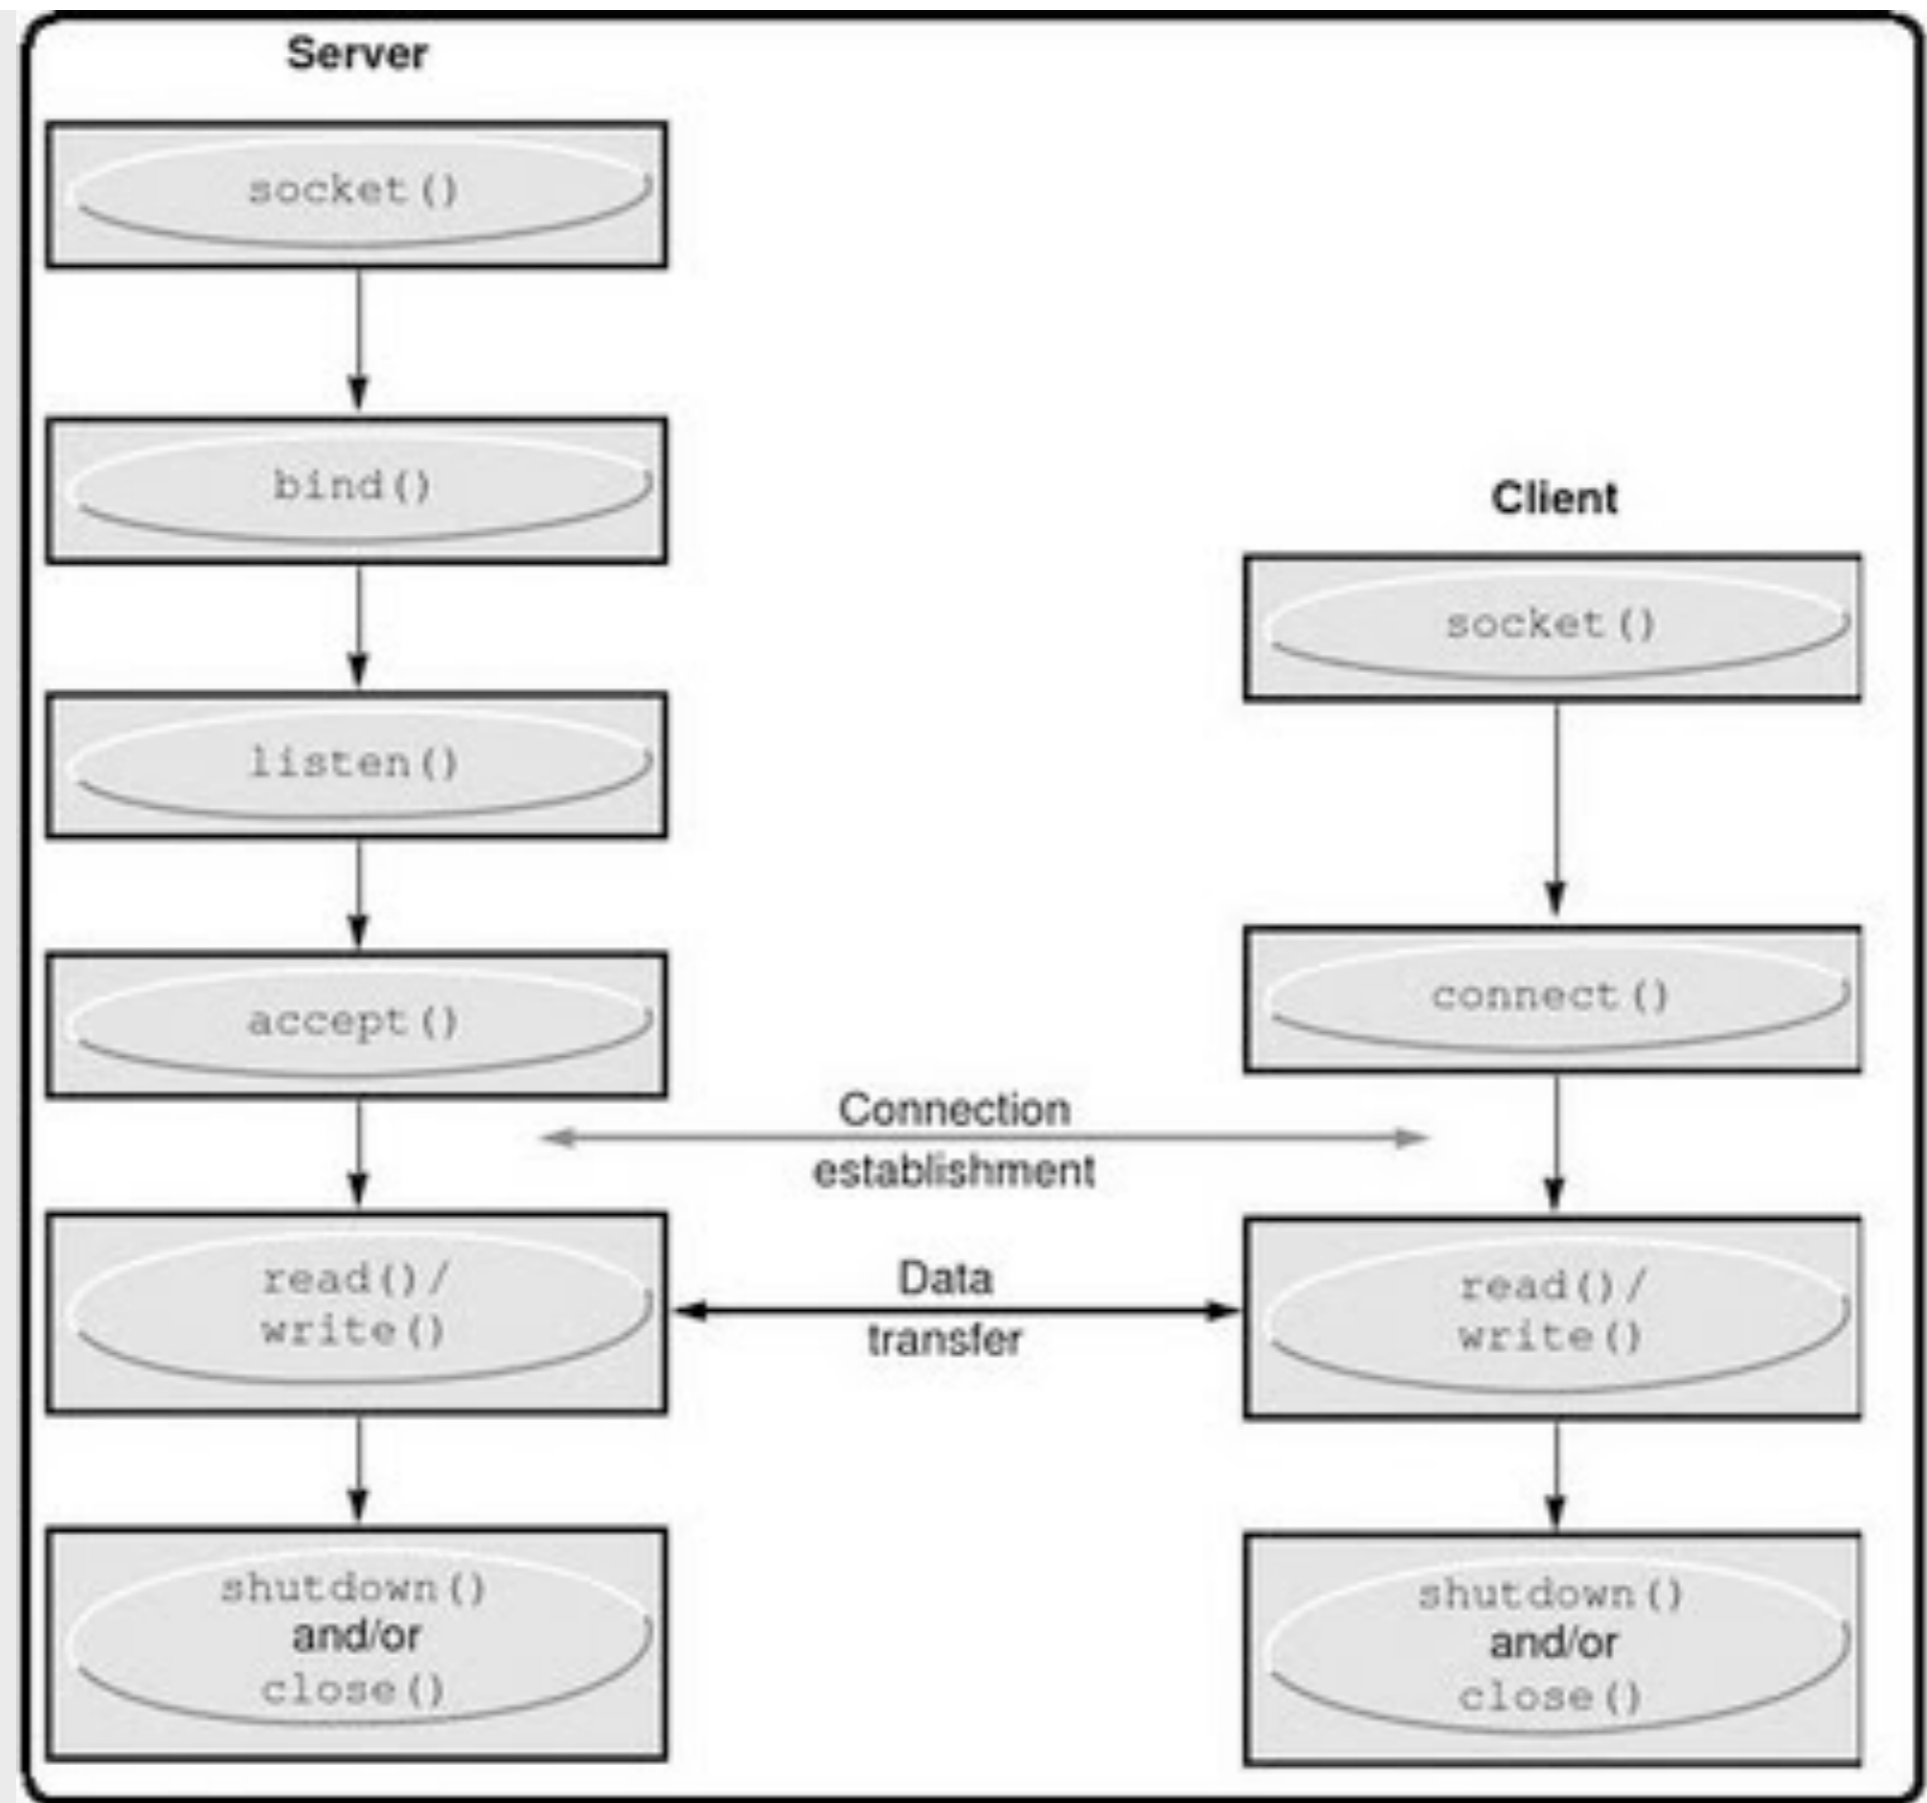 Server
socket()
bind()
listen()
accept()
read()/
write()
shutdown()
and/or
close()
Connection
establishment
Data
transfer
Client
socket()
connect()
read()/
write()
shutdown()
and/or
close()